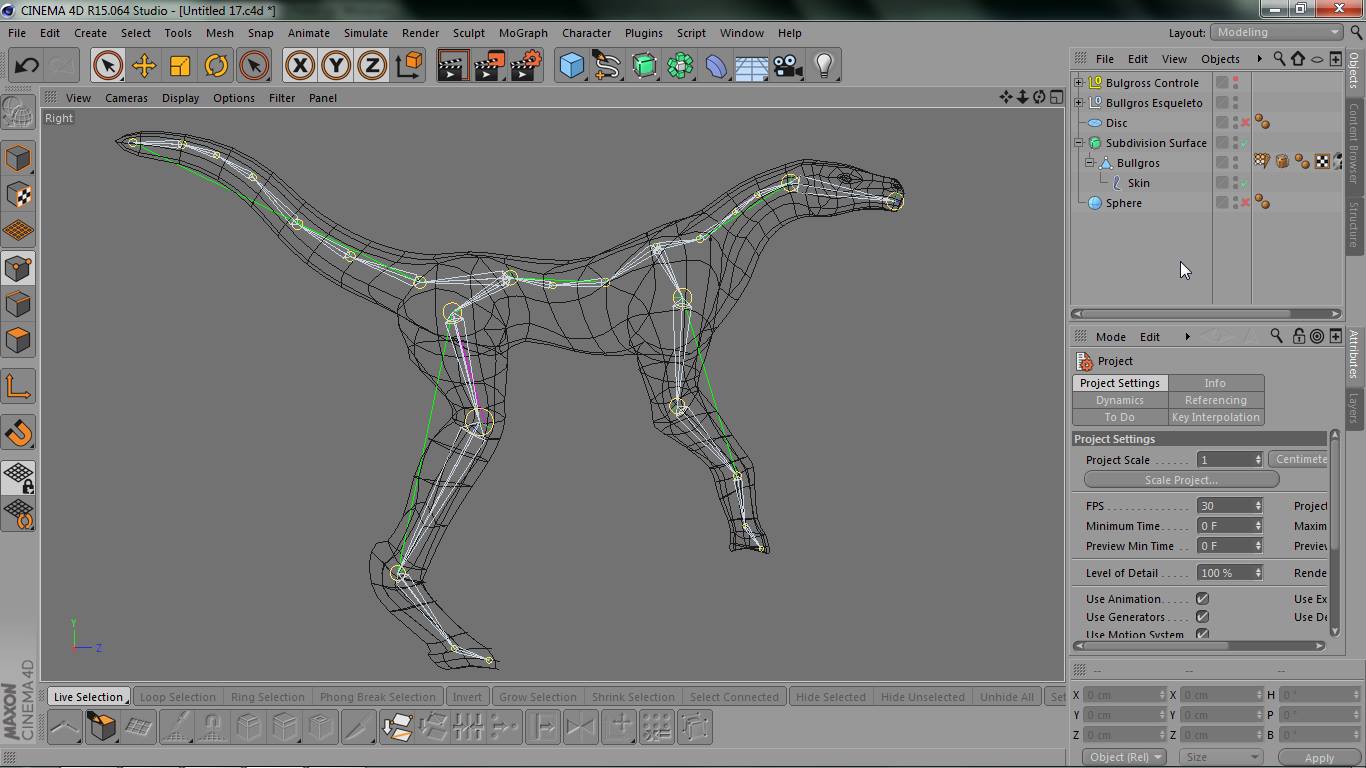 CINEMA 4D R15.064 Studio - [Untitled 17.c4d *]
File Edit Create Select Tools Mesh Snap Animate Simulate Render Sculpt MoGraph Character Plugins Script Window Help
Layout: Modeling
X Y Z
File Edit View Objects
View Cameras Display Options Filter Panel
Right
Bulgross Controle
Bullgros Esqueleto
Disc
Subdivision Surface
Bullgros
Skin
Sphere
Objects
Content Browser
Structure
Mode Edit
Project
Project Settings Info
Dynamics Referencing
To Do Key Interpolation
Project Settings
Project Scale . . . . . . 1 Centimete
Scale Project...
FPS . . . . . . . . . . . . . 30 Project
Minimum Time. . . . . 0 F Maxim
Preview Min Time . . . 0 F Preview
Level of Detail . . . . . 100 % Rende
Use Animation. . . . . Use Ex
Use Generators . . . . Use De
Use Motion System
Attributes
Layers
Y
Z
MAXON
CINEMA 4D
Live Selection Loop Selection Ring Selection Phong Break Selection Invert Grow Selection Shrink Selection Select Connected Hide Selected Hide Unselected Unhide All Set
-- -- --
X 0 cm X 0 cm H 0 °
Y 0 cm Y 0 cm P 0 °
Z 0 cm Z 0 cm B 0 °
Object (Rel) Size Apply